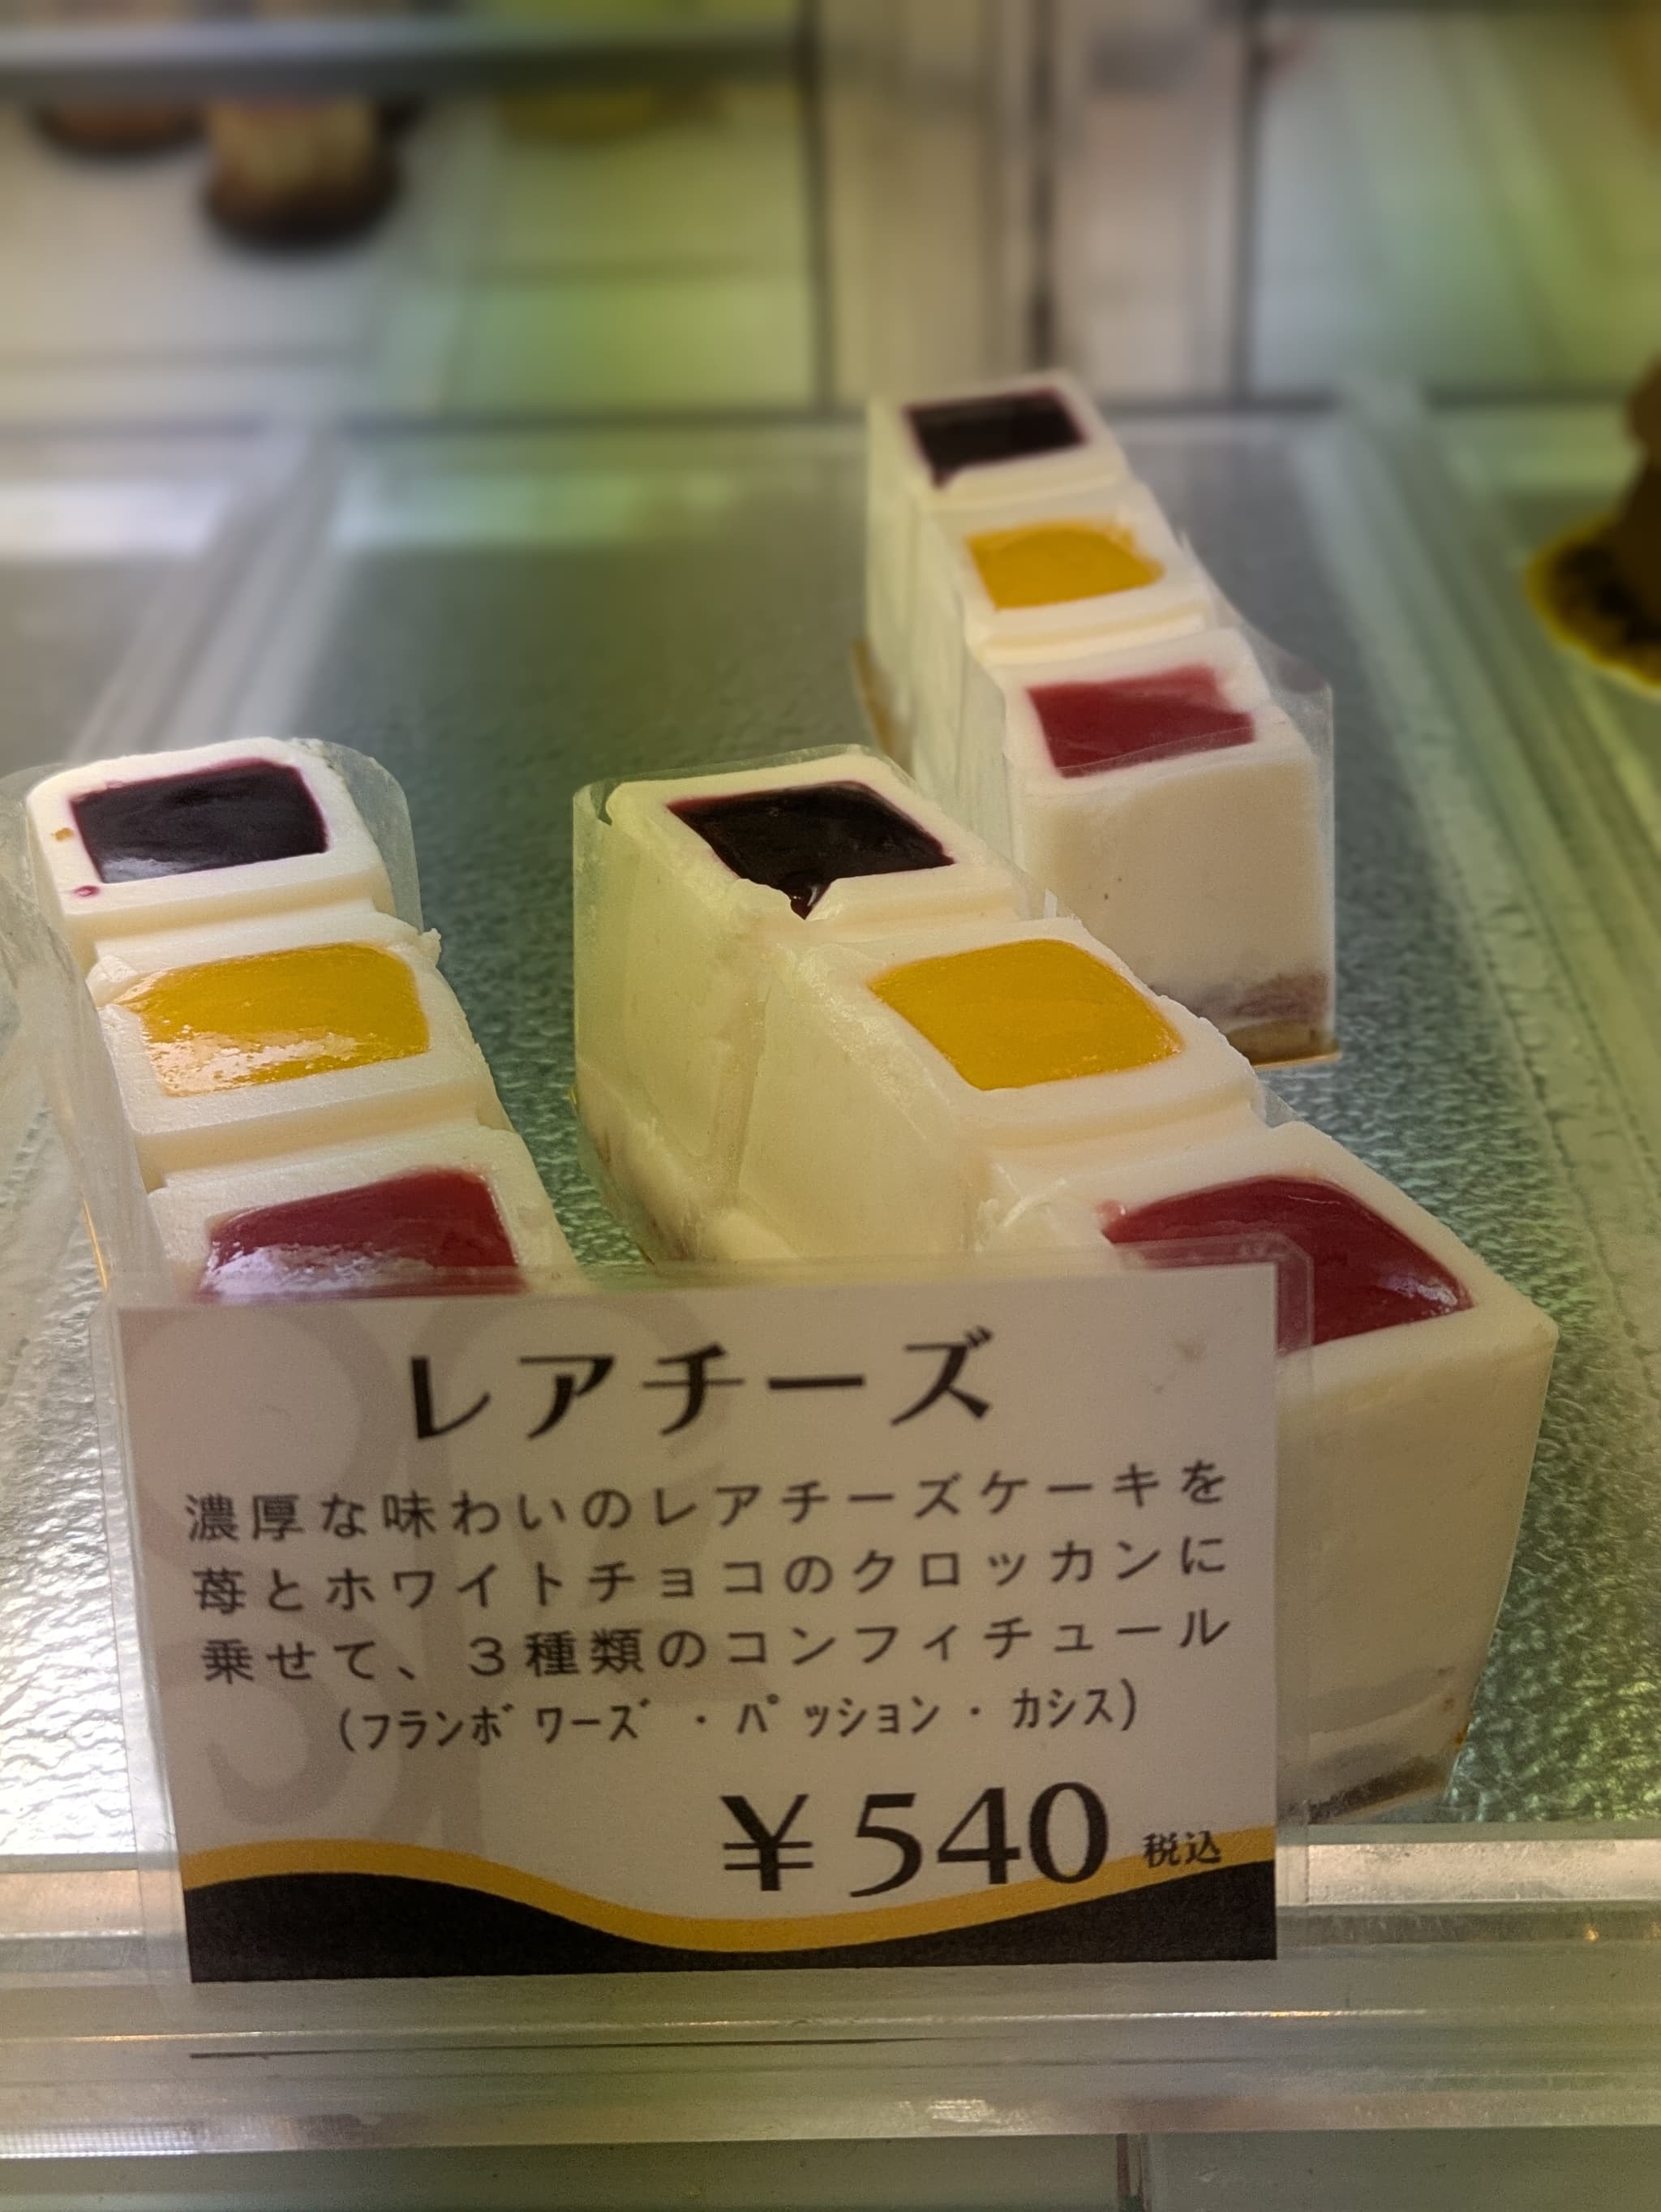 レアチーズ
濃厚な味わいのレアチーズケーキを
苺とホワイトチョコのクロッカンに
乗せて、３種類のコンフィチュール
(ﾌﾗﾝﾎﾞﾜｰｽﾞ・ﾊﾟｯｼｮﾝ・ｶｼｽ)
￥540 税込